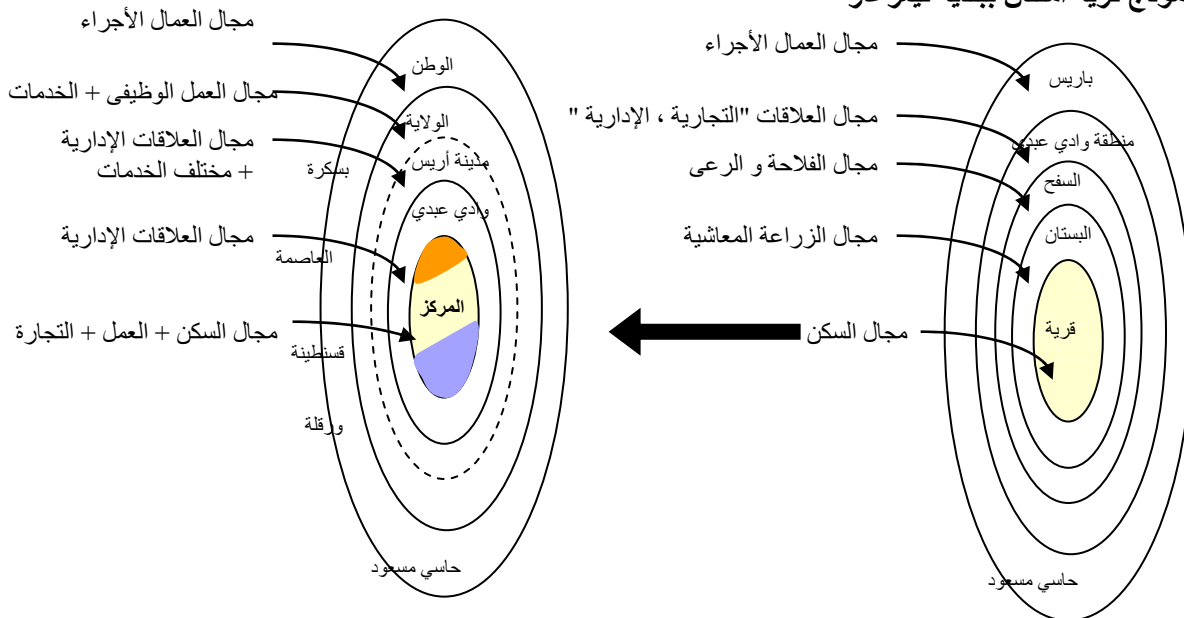 مجال العمال الأجراء
باريس
مجال العلاقات "التجارية ، الإدارية "
منطقة وادي عبدي
مجال الفلاحة و الرعى
السفح
مجال الزراعة المعاشية
البستان
مجال السكن
قرية
حاسي مسعود
مجال العمال الأجراء
الوطن
مجال العمل الوظيفى + الخدمات
الولاية
مجال العلاقات الإدارية
+ مختلف الخدمات
مدينة أريس
بسكرة
وادي عبدي
مجال العلاقات الإدارية
العاصمة
المركز
مجال السكن + العمل + التجارة
قسنطينة
ورقلة
حاسي مسعود